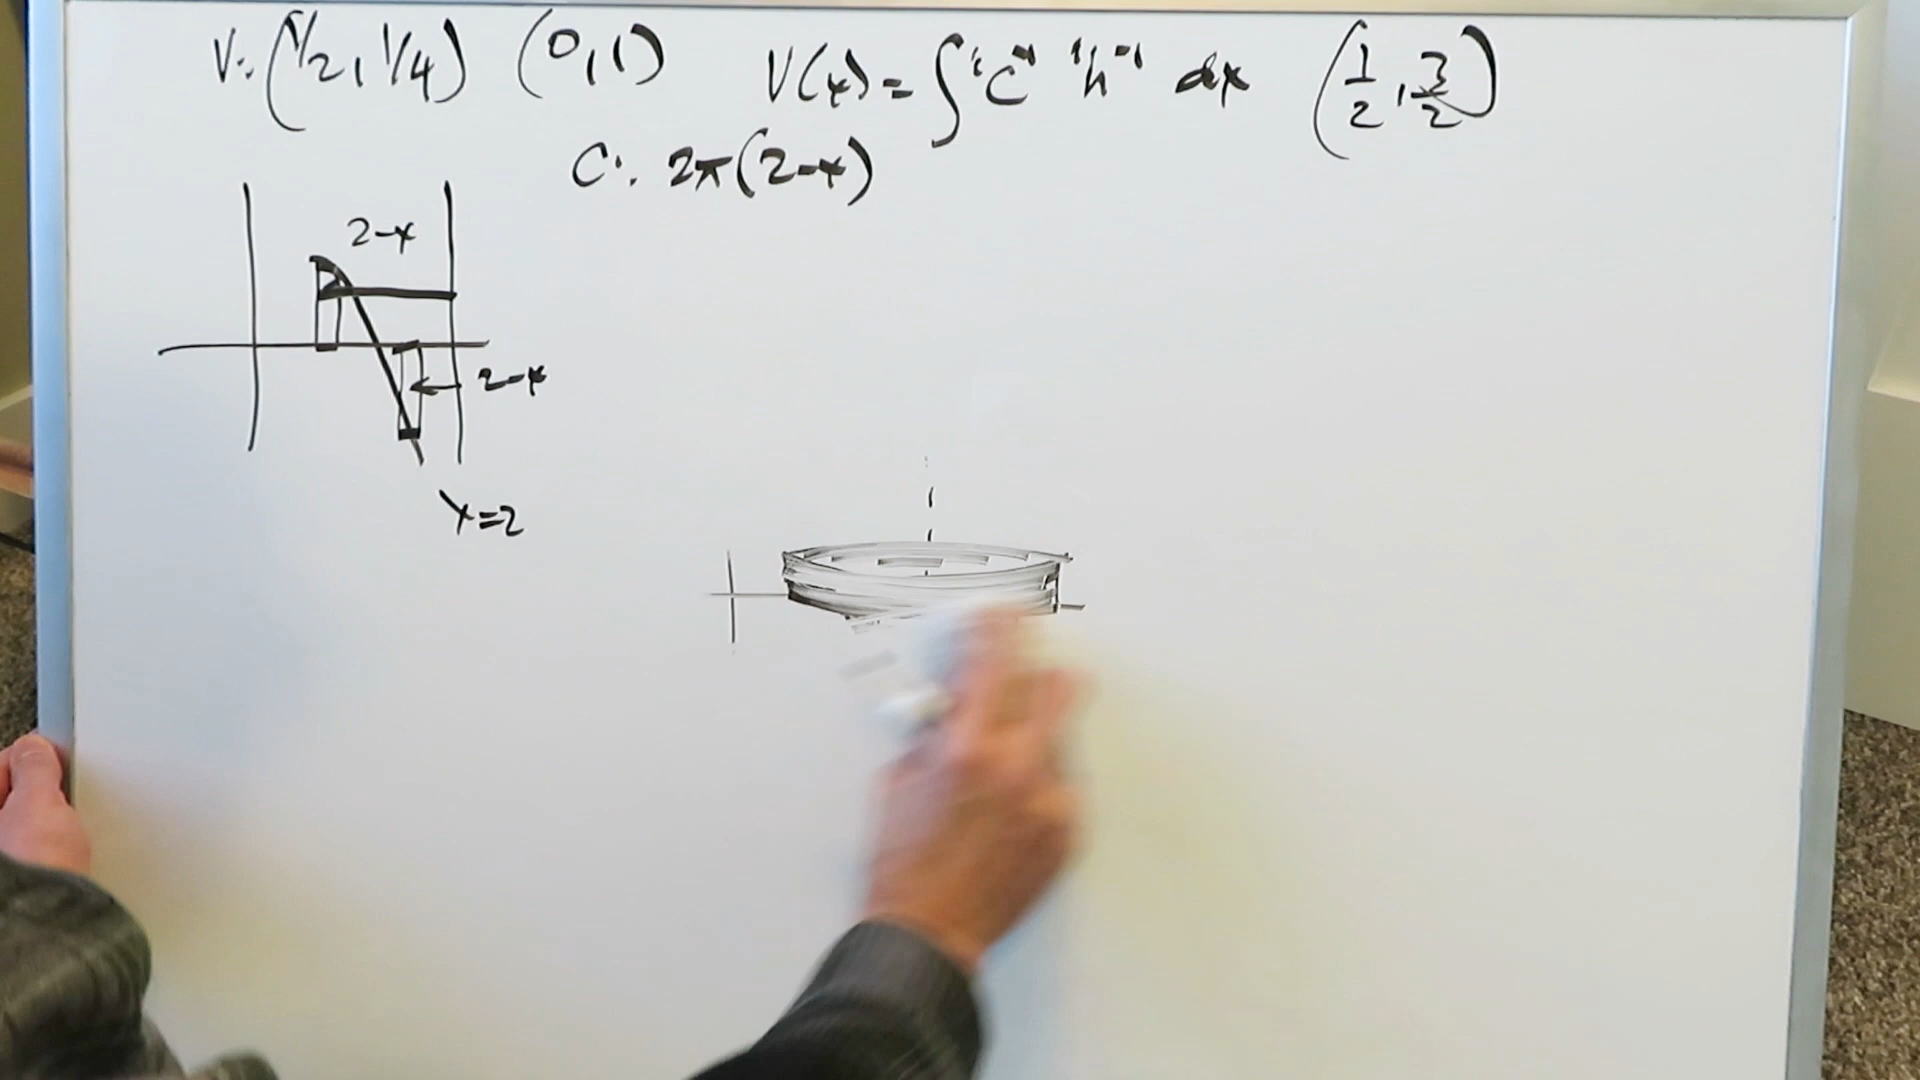 V: (1/2, 1/4) (0,1) V(x) = ∫ "C" "h" dx (1/2, 3/2)
C: 2π(2-x)
2-x
2-x
x=2